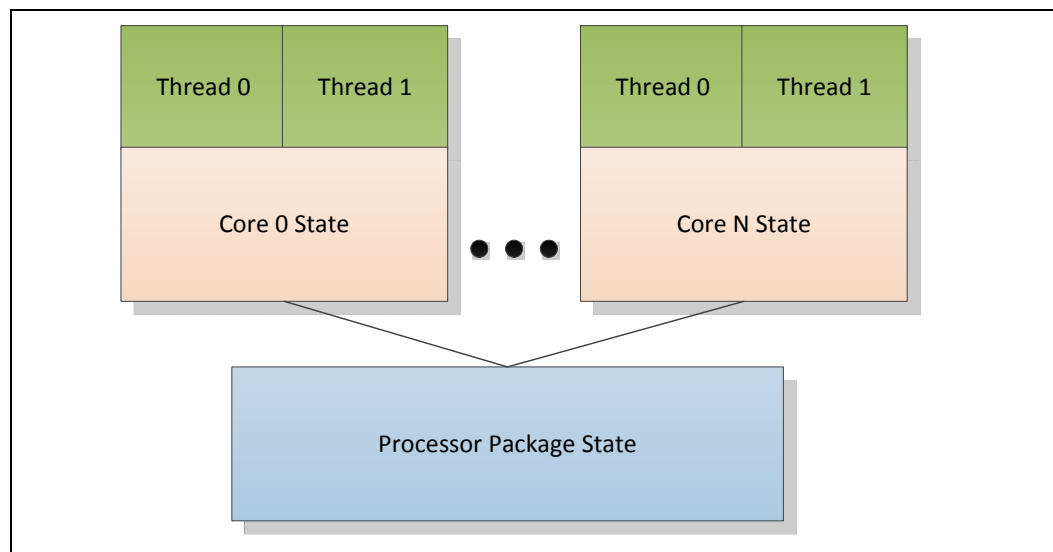 Thread 0
Thread 1
Thread 0
Thread 1
Core 0 State
Core N State
Processor Package State